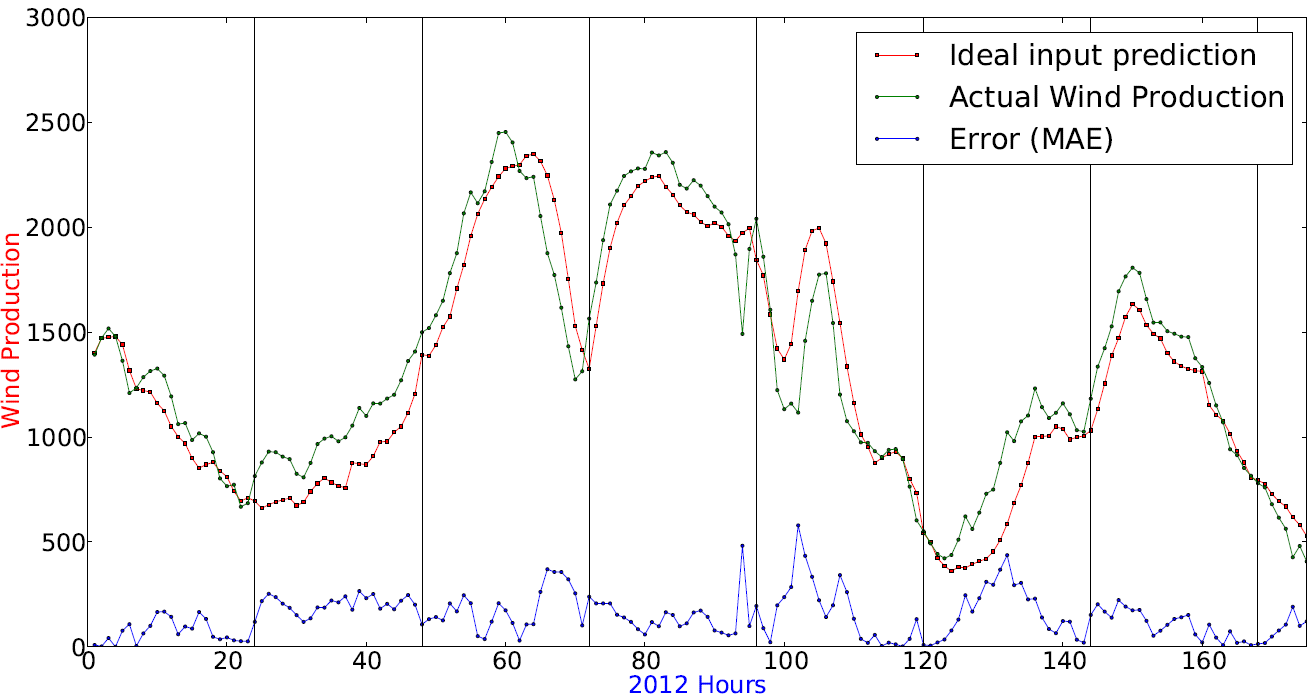 3000
2500
2000
1500
1000
500
0
Wind Production
Ideal input prediction
Actual Wind Production
Error (MAE)
0 20 40 60 80 100 120 140 160
2012 Hours